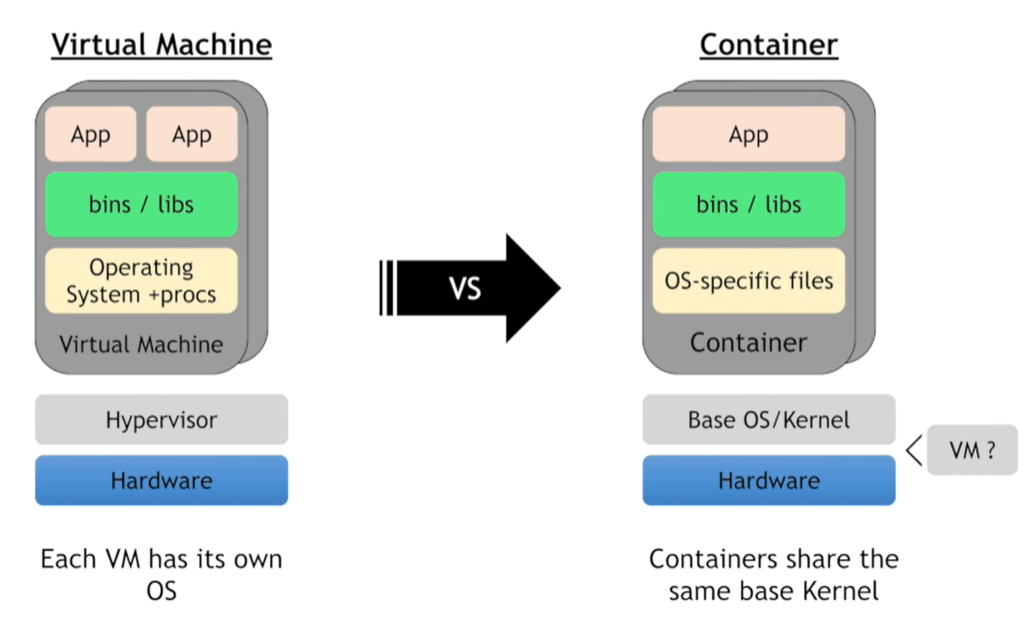 Virtual Machine
App
App
bins / libs
Operating
System +procs
Virtual Machine
Hypervisor
Hardware
Each VM has its own
OS
VS
Container
App
bins / libs
OS-specific files
Container
Base OS/Kernel
Hardware
VM ?
Containers share the
same base Kernel